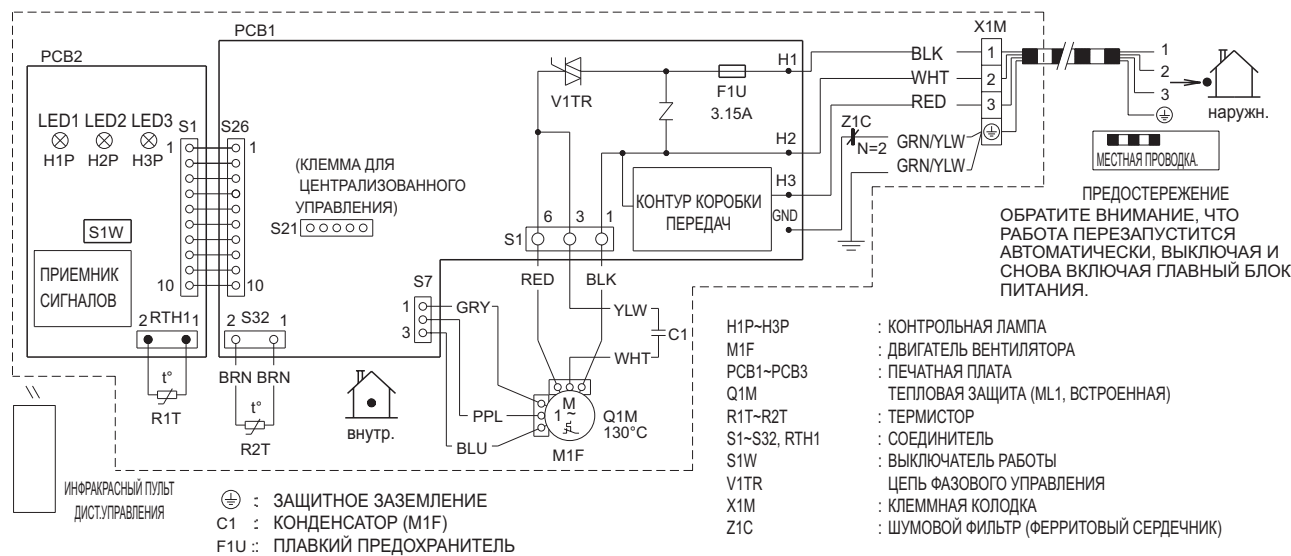 PCB2
PCB1
X1M
LED1 LED2 LED3
H1P H2P H3P
S1
S26
1
1
10
10
S1W
ПРИЕМНИК
СИГНАЛОВ
2 RTH1 1
2 S32 1
t°
R1T
BRN BRN
t°
R2T
(КЛЕММА ДЛЯ
ЦЕНТРАЛИЗОВАННОГО
УПРАВЛЕНИЯ)
S21
S7
1
3
GRY
PPL
BLU
внутр.
V1TR
F1U
3.15A
H1
H2
H3
GND
КОНТУР КОРОБКИ
ПЕРЕДАЧ
S1
6
3
1
RED
BLK
YLW
WHT
C1
M
1 ~
Q1M
130°C
M1F
Z1C
N=2
BLK
WHT
RED
GRN/YLW
GRN/YLW
1
2
3
1
2
3
наружн.
МЕСТНАЯ ПРОВОДКА.
ПРЕДОСТЕРЕЖЕНИЕ
ОБРАТИТЕ ВНИМАНИЕ, ЧТО
РАБОТА ПЕРЕЗАПУСТИТСЯ
АВТОМАТИЧЕСКИ, ВЫКЛЮЧАЯ И
СНОВА ВКЛЮЧАЯ ГЛАВНЫЙ БЛОК
ПИТАНИЯ.
H1P~H3P : КОНТРОЛЬНАЯ ЛАМПА
M1F : ДВИГАТЕЛЬ ВЕНТИЛЯТОРА
PCB1~PCB3 : ПЕЧАТНАЯ ПЛАТА
Q1M ТЕПЛОВАЯ ЗАЩИТА (ML1, ВСТРОЕННАЯ)
R1T~R2T : ТЕРМИСТОР
S1~S32, RTH1 : СОЕДИНИТЕЛЬ
S1W : ВЫКЛЮЧАТЕЛЬ РАБОТЫ
V1TR ЦЕПЬ ФАЗОВОГО УПРАВЛЕНИЯ
X1M : КЛЕММНАЯ КОЛОДКА
Z1C : ШУМОВОЙ ФИЛЬТР (ФЕРРИТОВЫЙ СЕРДЕЧНИК)
ИНФРАКРАСНЫЙ ПУЛЬТ
ДИСТ.УПРАВЛЕНИЯ
: ЗАЩИТНОЕ ЗАЗЕМЛЕНИЕ
C1 : КОНДЕНСАТОР (M1F)
F1U :: ПЛАВКИЙ ПРЕДОХРАНИТЕЛЬ